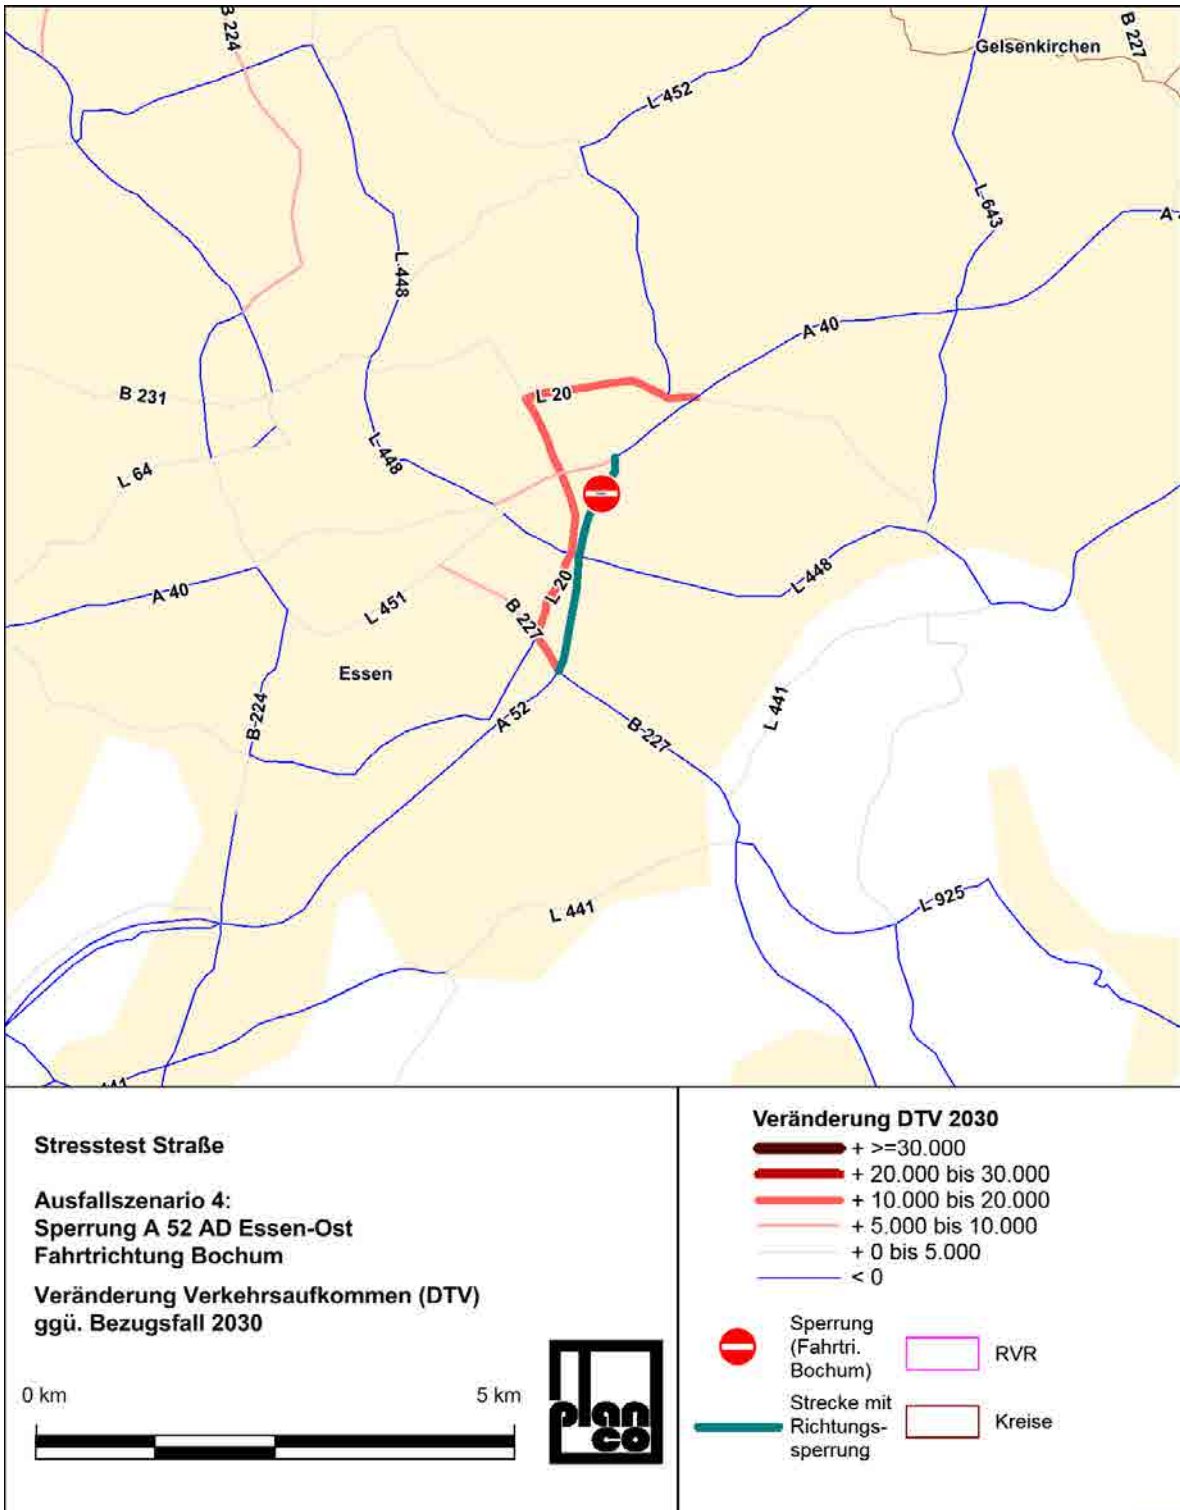 B 224
Gelsenkirchen
B 227
L 452
L 643
A
L 448
A 40
B 231
L 20
L 448
L 64
L 448
A 40
L 451
L 20
B 227
Essen
B 224
A 52
B 227
L 441
L 925
L 441
Stresstest Straße
Ausfallszenario 4:
Sperrung A 52 AD Essen-Ost
Fahrtrichtung Bochum
Veränderung Verkehrsaufkommen (DTV)
ggü. Bezugsfall 2030
0 km 5 km
plan
co
Veränderung DTV 2030
+ >=30.000
+ 20.000 bis 30.000
+ 10.000 bis 20.000
+ 5.000 bis 10.000
+ 0 bis 5.000
< 0
Sperrung
(Fahrtri.
Bochum)
RVR
Strecke mit
Richtungs-
sperrung
Kreise